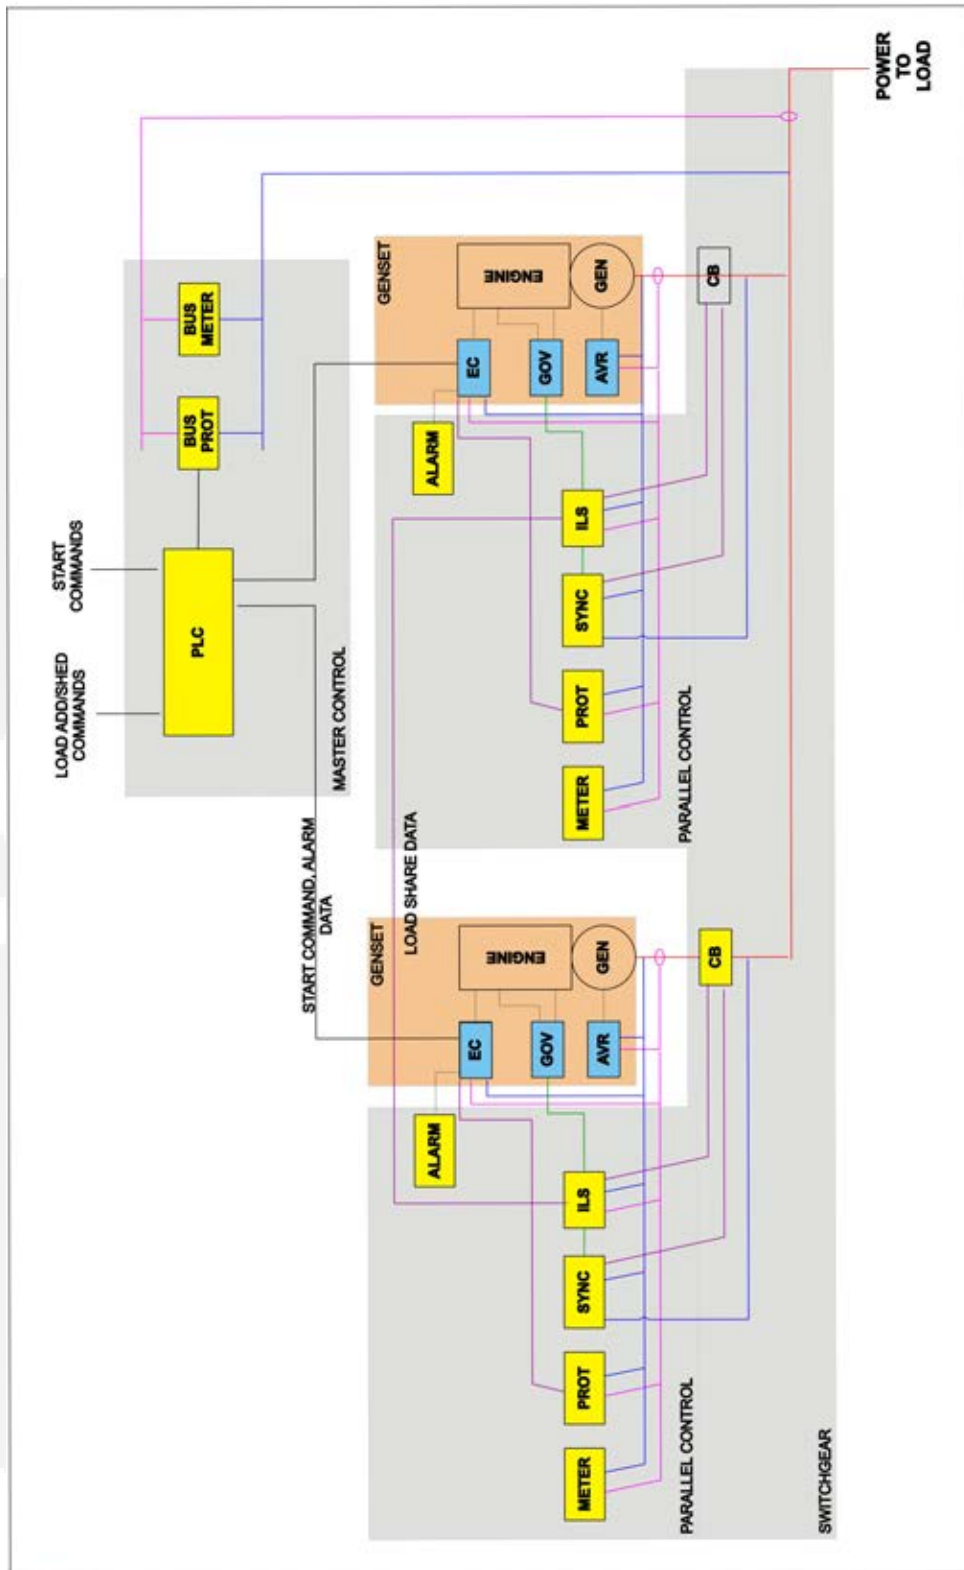 LOAD ADD/SHED
COMMANDS
START
COMMANDS
PLC
BUS
PROT
BUS
METER
MASTER CONTROL
START COMMAND, ALARM
DATA
LOAD SHARE DATA
GENSET
ALARM
EC
ENGINE
GOV
GEN
AVR
METER
PROT
SYNC
ILS
PARALLEL CONTROL
CB
GENSET
ALARM
EC
ENGINE
GOV
GEN
AVR
METER
PROT
SYNC
ILS
PARALLEL CONTROL
CB
SWITCHGEAR
POWER
TO
LOAD